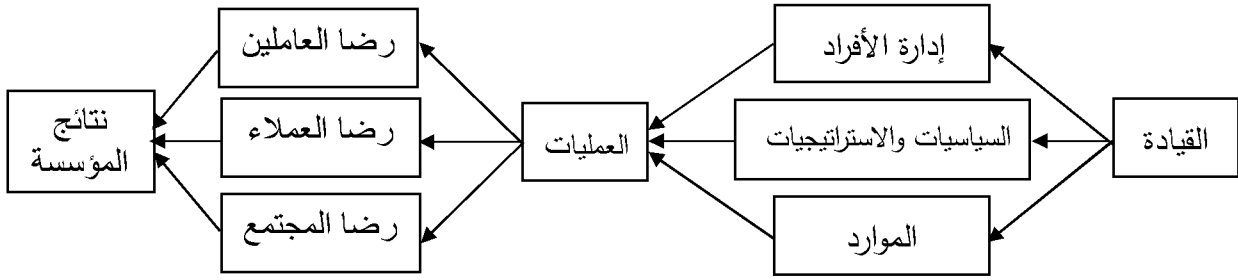 القيادة
إدارة الأفراد
السياسيات والاستراتيجيات
الموارد
العمليات
رضا العاملين
رضا العملاء
رضا المجتمع
نتائج
المؤسسة